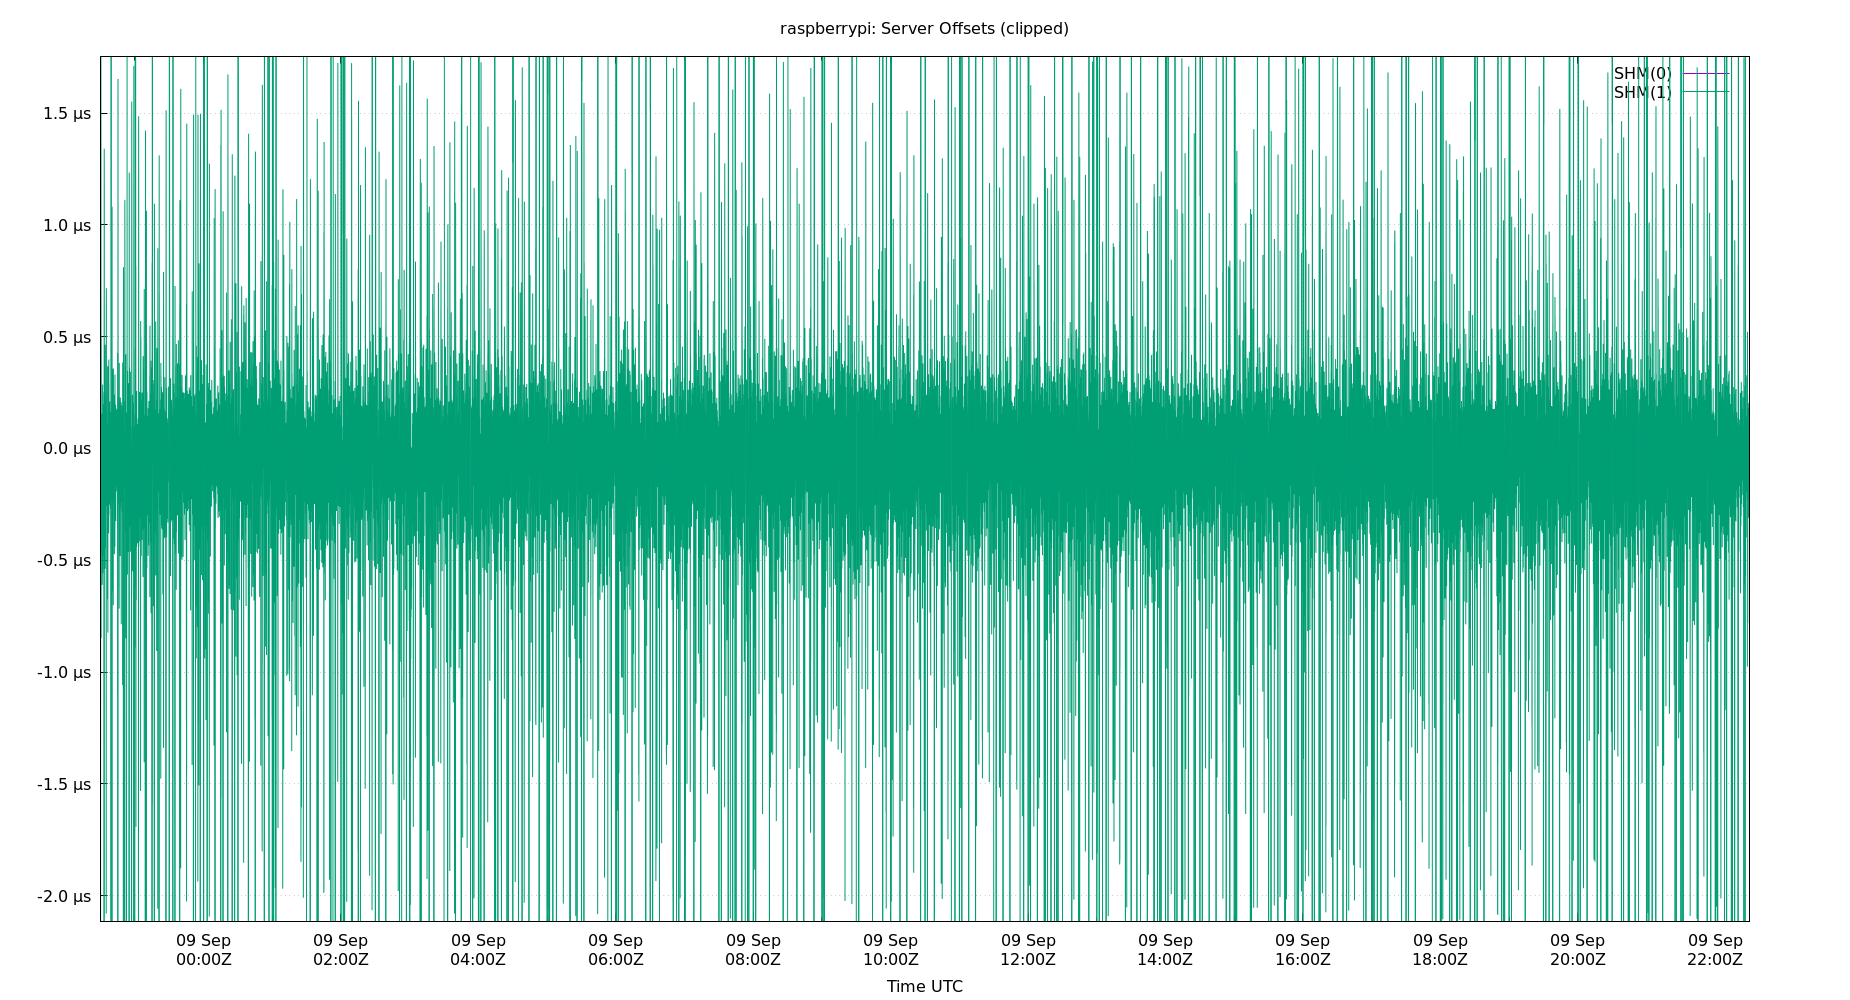 raspberrypi: Server Offsets (clipped)
SHM(0)
SHM(1)
1.5 µs
1.0 µs
0.5 µs
0.0 µs
-0.5 µs
-1.0 µs
-1.5 µs
-2.0 µs
09 Sep 09 Sep 09 Sep 09 Sep 09 Sep 09 Sep 09 Sep 09 Sep 09 Sep 09 Sep 09 Sep 09 Sep
00:00Z 02:00Z 04:00Z 06:00Z 08:00Z 10:00Z 12:00Z 14:00Z 16:00Z 18:00Z 20:00Z 22:00Z
Time UTC